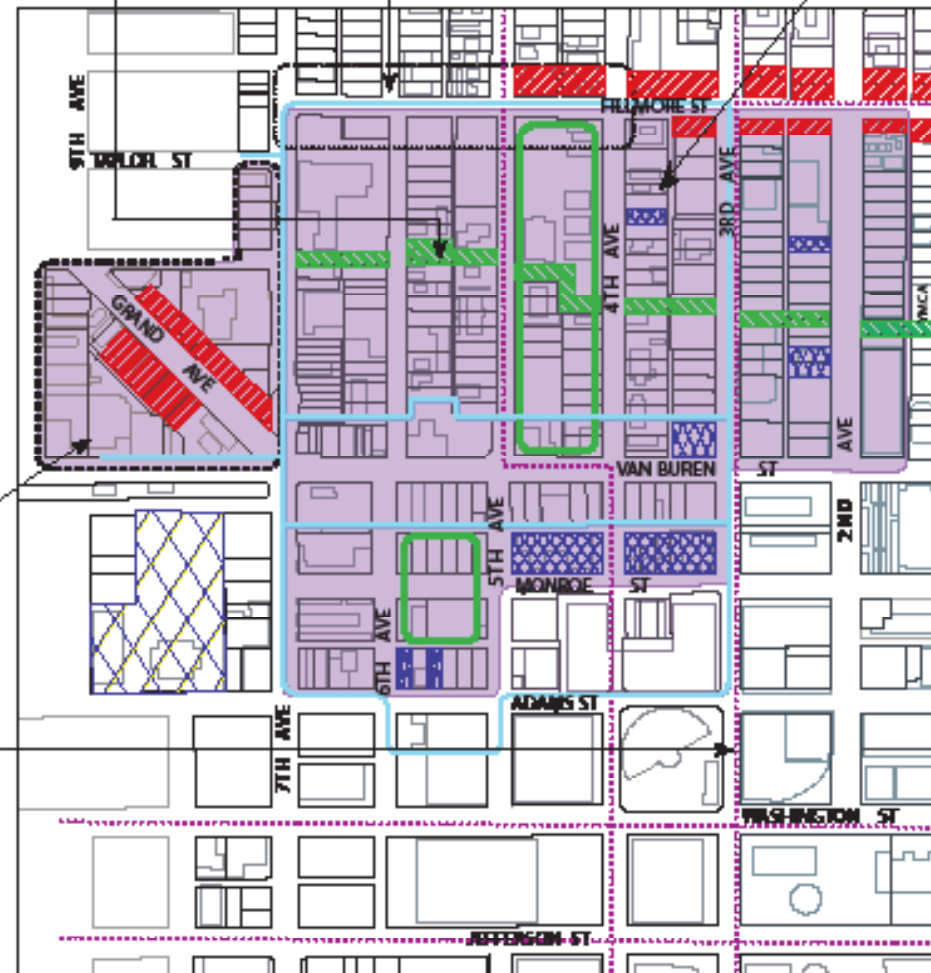 9TH AVE
TAYLOR ST
FILLMORE ST
3RD AVE
4TH AVE
YMCA
GRAND AVE
VAN BUREN ST
AVE
2ND
5TH AVE
MONROE ST
6TH AVE
ADAMS ST
7TH AVE
WASHINGTON ST
JEFFERSON ST